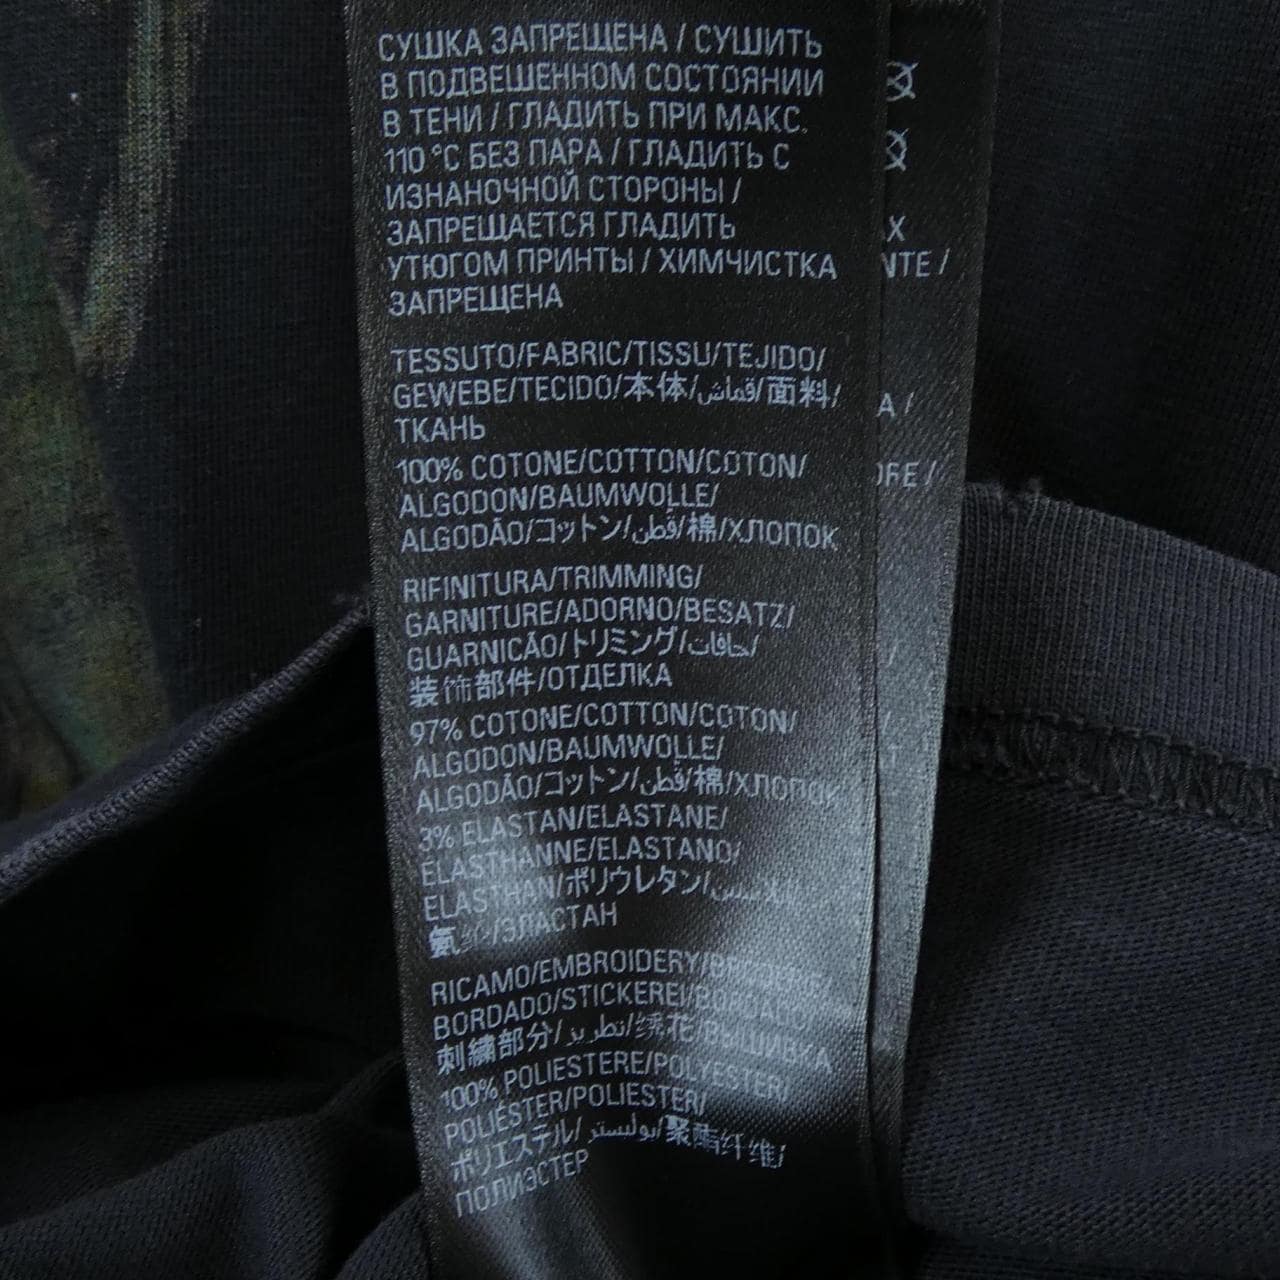 СУШКА ЗАПРЕЩЕНА / СУШИТЬ
В ПОДВЕШЕННОМ СОСТОЯНИИ
В ТЕНИ / ГЛАДИТЬ ПРИ МАКС.
110 °C БЕЗ ПАРА / ГЛАДИТЬ С
ИЗНАНОЧНОЙ СТОРОНЫ /
ЗАПРЕЩАЕТСЯ ГЛАДИТЬ
УТЮГОМ ПРИНТЫ / ХИМЧИСТКА
ЗАПРЕЩЕНА
TESSUTO/FABRIC/TISSU/TEJIDO/
GEWEBE/TECIDO/本体/قماش/面料/
ТКАНЬ
100% COTONE/COTTON/COTON/
ALGODON/BAUMWOLLE/
ALGODÃO/コットン/قطن/棉/ХЛОПОК
RIFINITURA/TRIMMING/
GARNITURE/ADORNO/BESATZ/
GUARNICÃO/トリミング/حافات/
装饰部件/ОТДЕЛКА
97% COTONE/COTTON/COTON/
ALGODON/BAUMWOLLE/
ALGODÃO/コットン/قطن/棉/ХЛОПОК
3% ELASTAN/ELASTANE/
ELASTHANNE/ELASTANO/
ELASTHAN/ポリウレタン/
氨纶/ЭЛАСТАН
RICAMO/EMBROIDERY/
BORDADO/STICKEREI/BORDADO/
刺繍部分/تطريز/绣花/ВЫШИВКА
100% POLIESTERE/POLYESTER/
POLIÉSTER/POLIESTER/
ポリエステル/بوليستر/聚酯纤维/
ПОЛИЭСТЕР